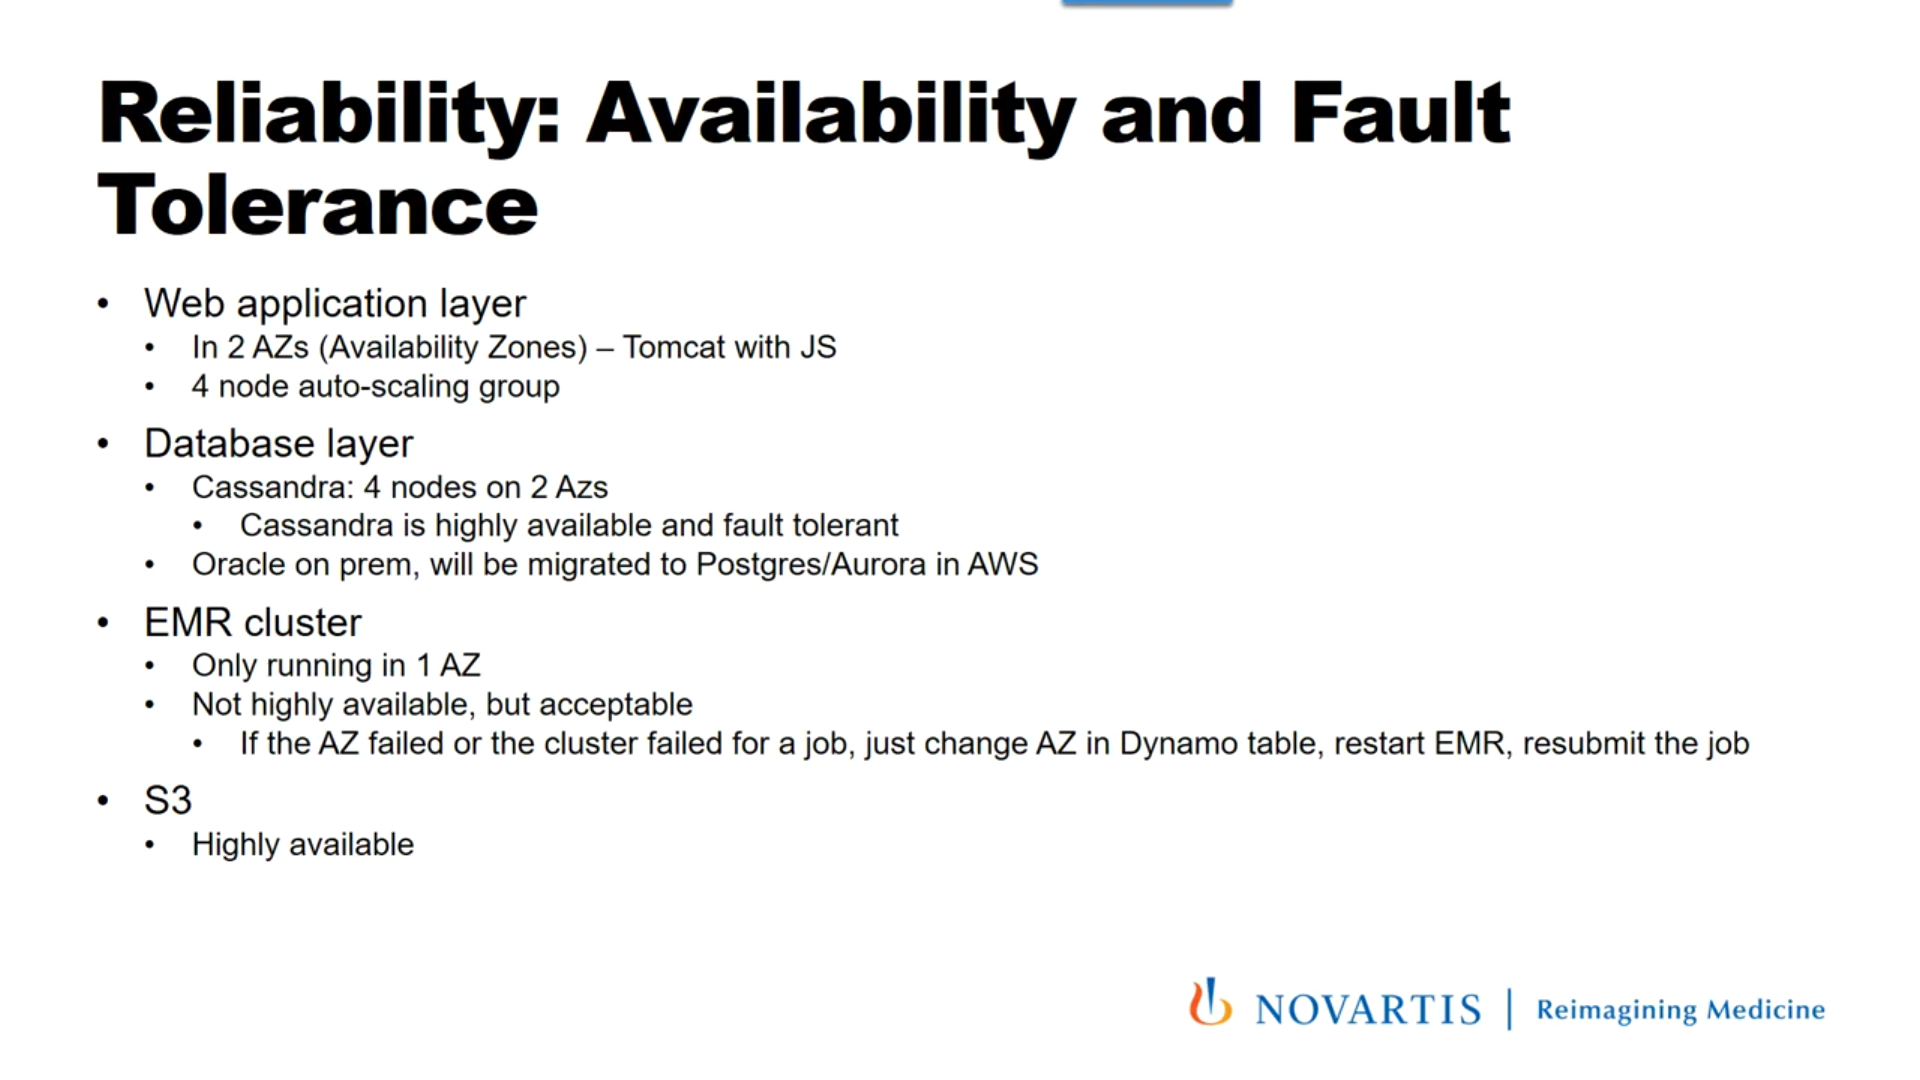 Reliability: Availability and Fault
Tolerance
• Web application layer
• In 2 AZs (Availability Zones) – Tomcat with JS
• 4 node auto-scaling group
• Database layer
• Cassandra: 4 nodes on 2 Azs
• Cassandra is highly available and fault tolerant
• Oracle on prem, will be migrated to Postgres/Aurora in AWS
• EMR cluster
• Only running in 1 AZ
• Not highly available, but acceptable
• If the AZ failed or the cluster failed for a job, just change AZ in Dynamo table, restart EMR, resubmit the job
• S3
• Highly available
NOVARTIS | Reimagining Medicine